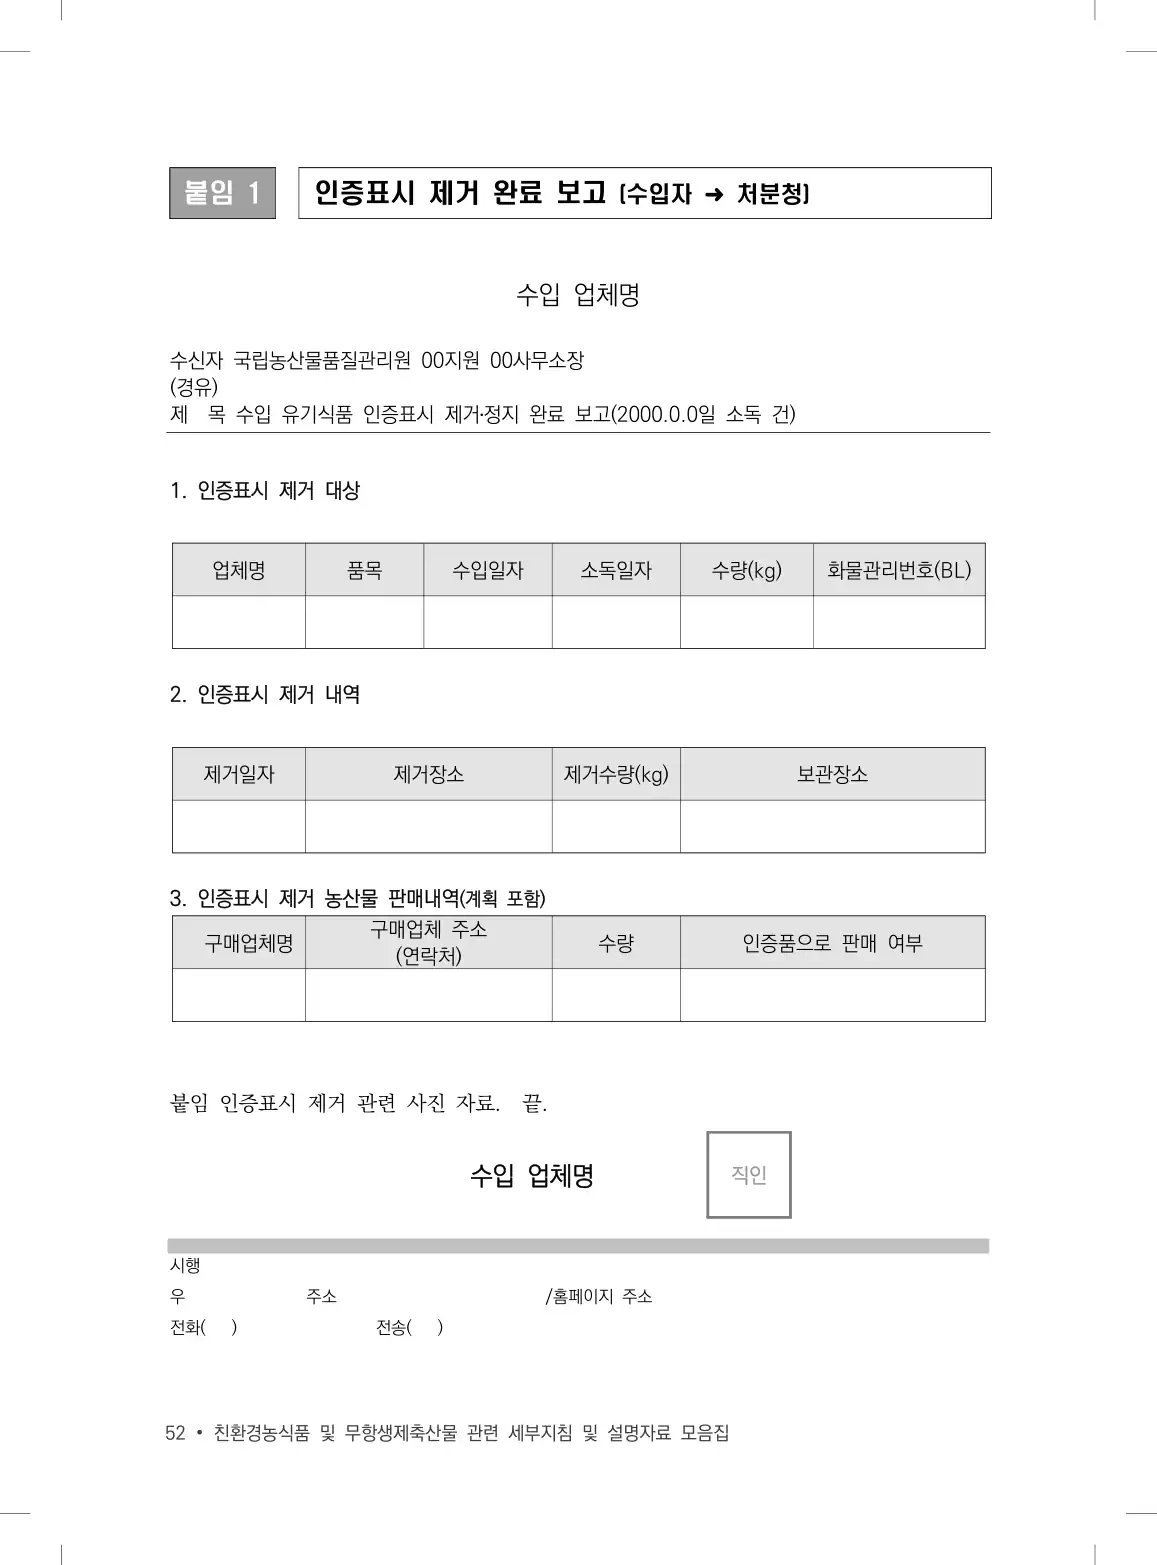 붙임 1
인증표시 제거 완료 보고 (수입자 ➜ 처분청)
수입 업체명
수신자 국립농산물품질관리원 00지원 00사무소장
(경유)
제 목 수입 유기식품 인증표시 제거·정지 완료 보고(2000.0.0일 소독 건)
1. 인증표시 제거 대상
업체명 품목 수입일자 소독일자 수량(kg) 화물관리번호(BL)
2. 인증표시 제거 내역
제거일자 제거장소 제거수량(kg) 보관장소
3. 인증표시 제거 농산물 판매내역(계획 포함)
구매업체명 구매업체 주소 수량 인증품으로 판매 여부
(연락처)
붙임 인증표시 제거 관련 사진 자료. 끝.
수입 업체명 직인
시행
우 주소 /홈페이지 주소
전화( ) 전송( )
52 • 친환경농식품 및 무항생제축산물 관련 세부지침 및 설명자료 모음집